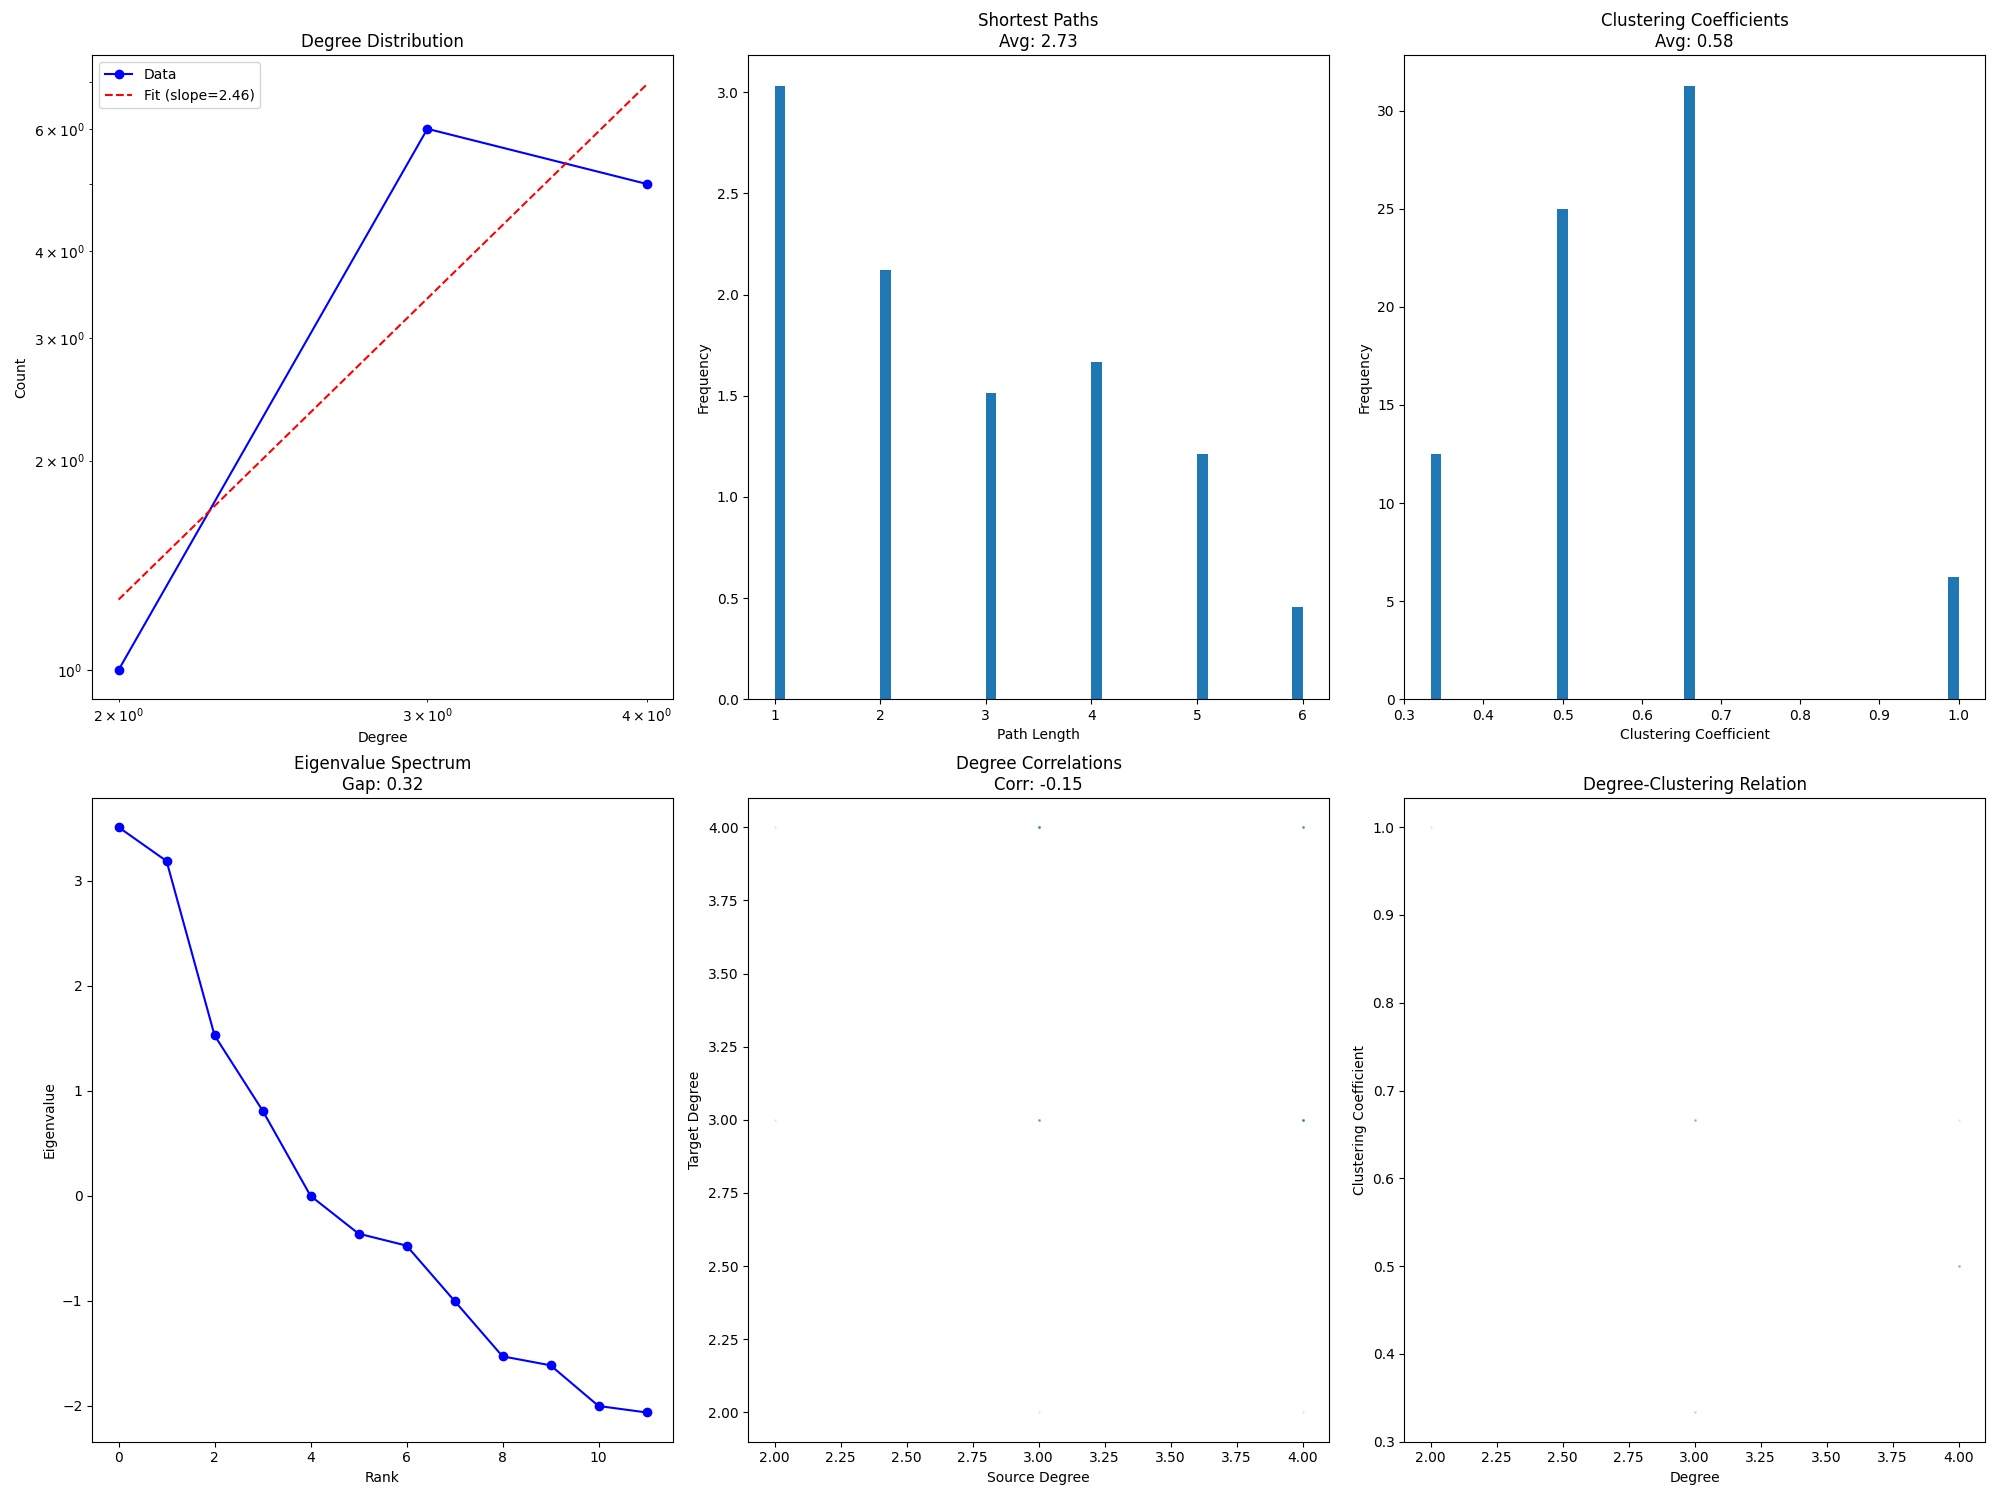 Degree Distribution
Data
Fit (slope=2.46)
6 × 10⁰
4 × 10⁰
3 × 10⁰
2 × 10⁰
10⁰
Count
2 × 10⁰ 3 × 10⁰ 4 × 10⁰
Degree
Shortest Paths
Avg: 2.73
3.0
2.5
2.0
1.5
1.0
0.5
0.0
Frequency
1 2 3 4 5 6
Path Length
Clustering Coefficients
Avg: 0.58
30
25
20
15
10
5
0
Frequency
0.3 0.4 0.5 0.6 0.7 0.8 0.9 1.0
Clustering Coefficient
Eigenvalue Spectrum
Gap: 0.32
3
2
1
0
−1
−2
Eigenvalue
0 2 4 6 8 10
Rank
Degree Correlations
Corr: -0.15
4.00
3.75
3.50
3.25
3.00
2.75
2.50
2.25
2.00
Target Degree
2.00 2.25 2.50 2.75 3.00 3.25 3.50 3.75 4.00
Source Degree
Degree-Clustering Relation
1.0
0.9
0.8
0.7
0.6
0.5
0.4
0.3
Clustering Coefficient
2.00 2.25 2.50 2.75 3.00 3.25 3.50 3.75 4.00
Degree